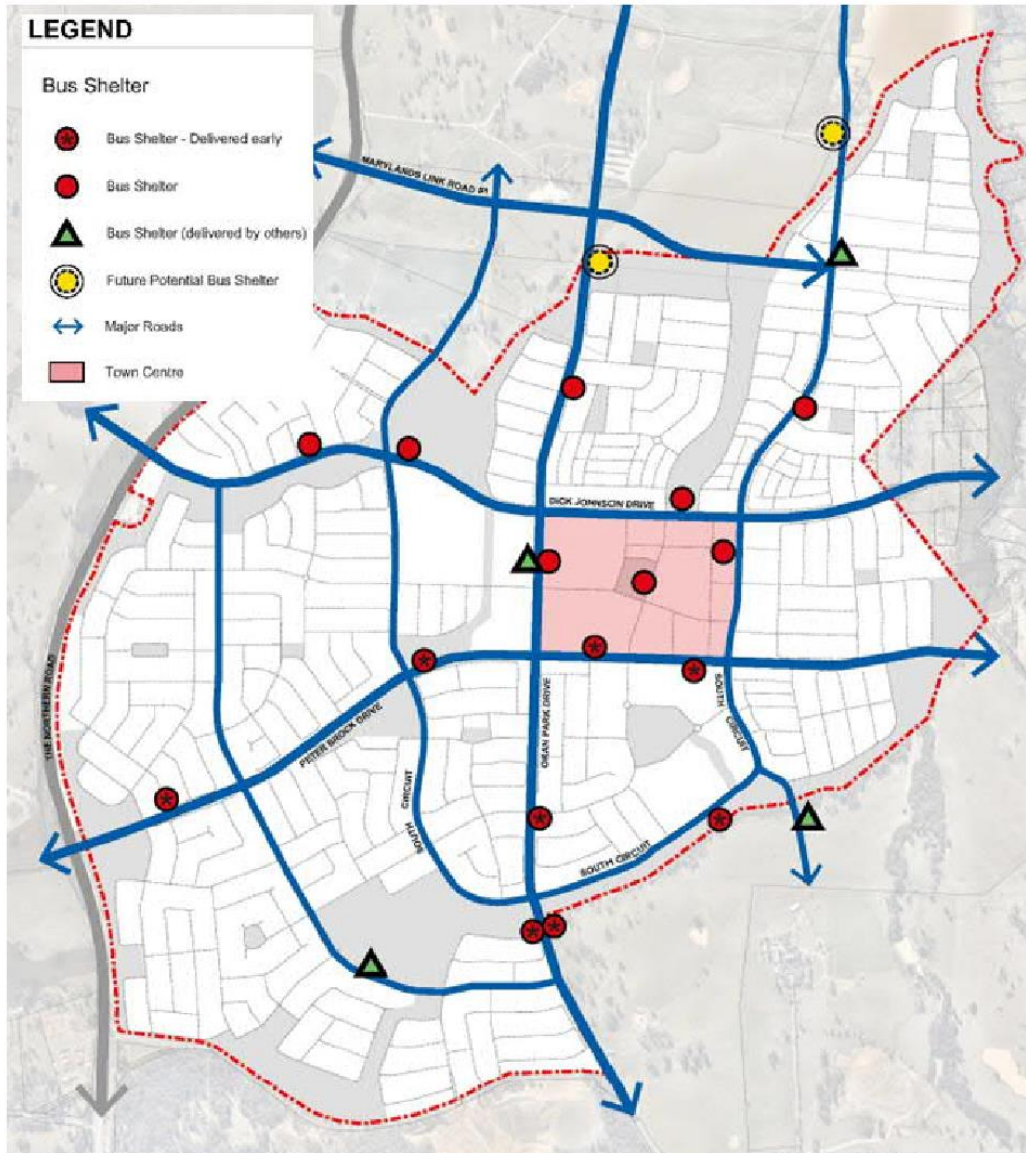 LEGEND
Bus Shelter
Bus Shelter - Delivered early
Bus Shelter
Bus Shelter (delivered by others)
Future Potential Bus Shelter
Major Roads
Town Centre
MARYLANDS LINK ROAD #1
DICK JOHNSON DRIVE
THE NORTHERN ROAD
PETER BROCK DRIVE
ORAN PARK DRIVE
SOUTH
CIRCUIT
CIRCUIT
SOUTH
SOUTH CIRCUIT